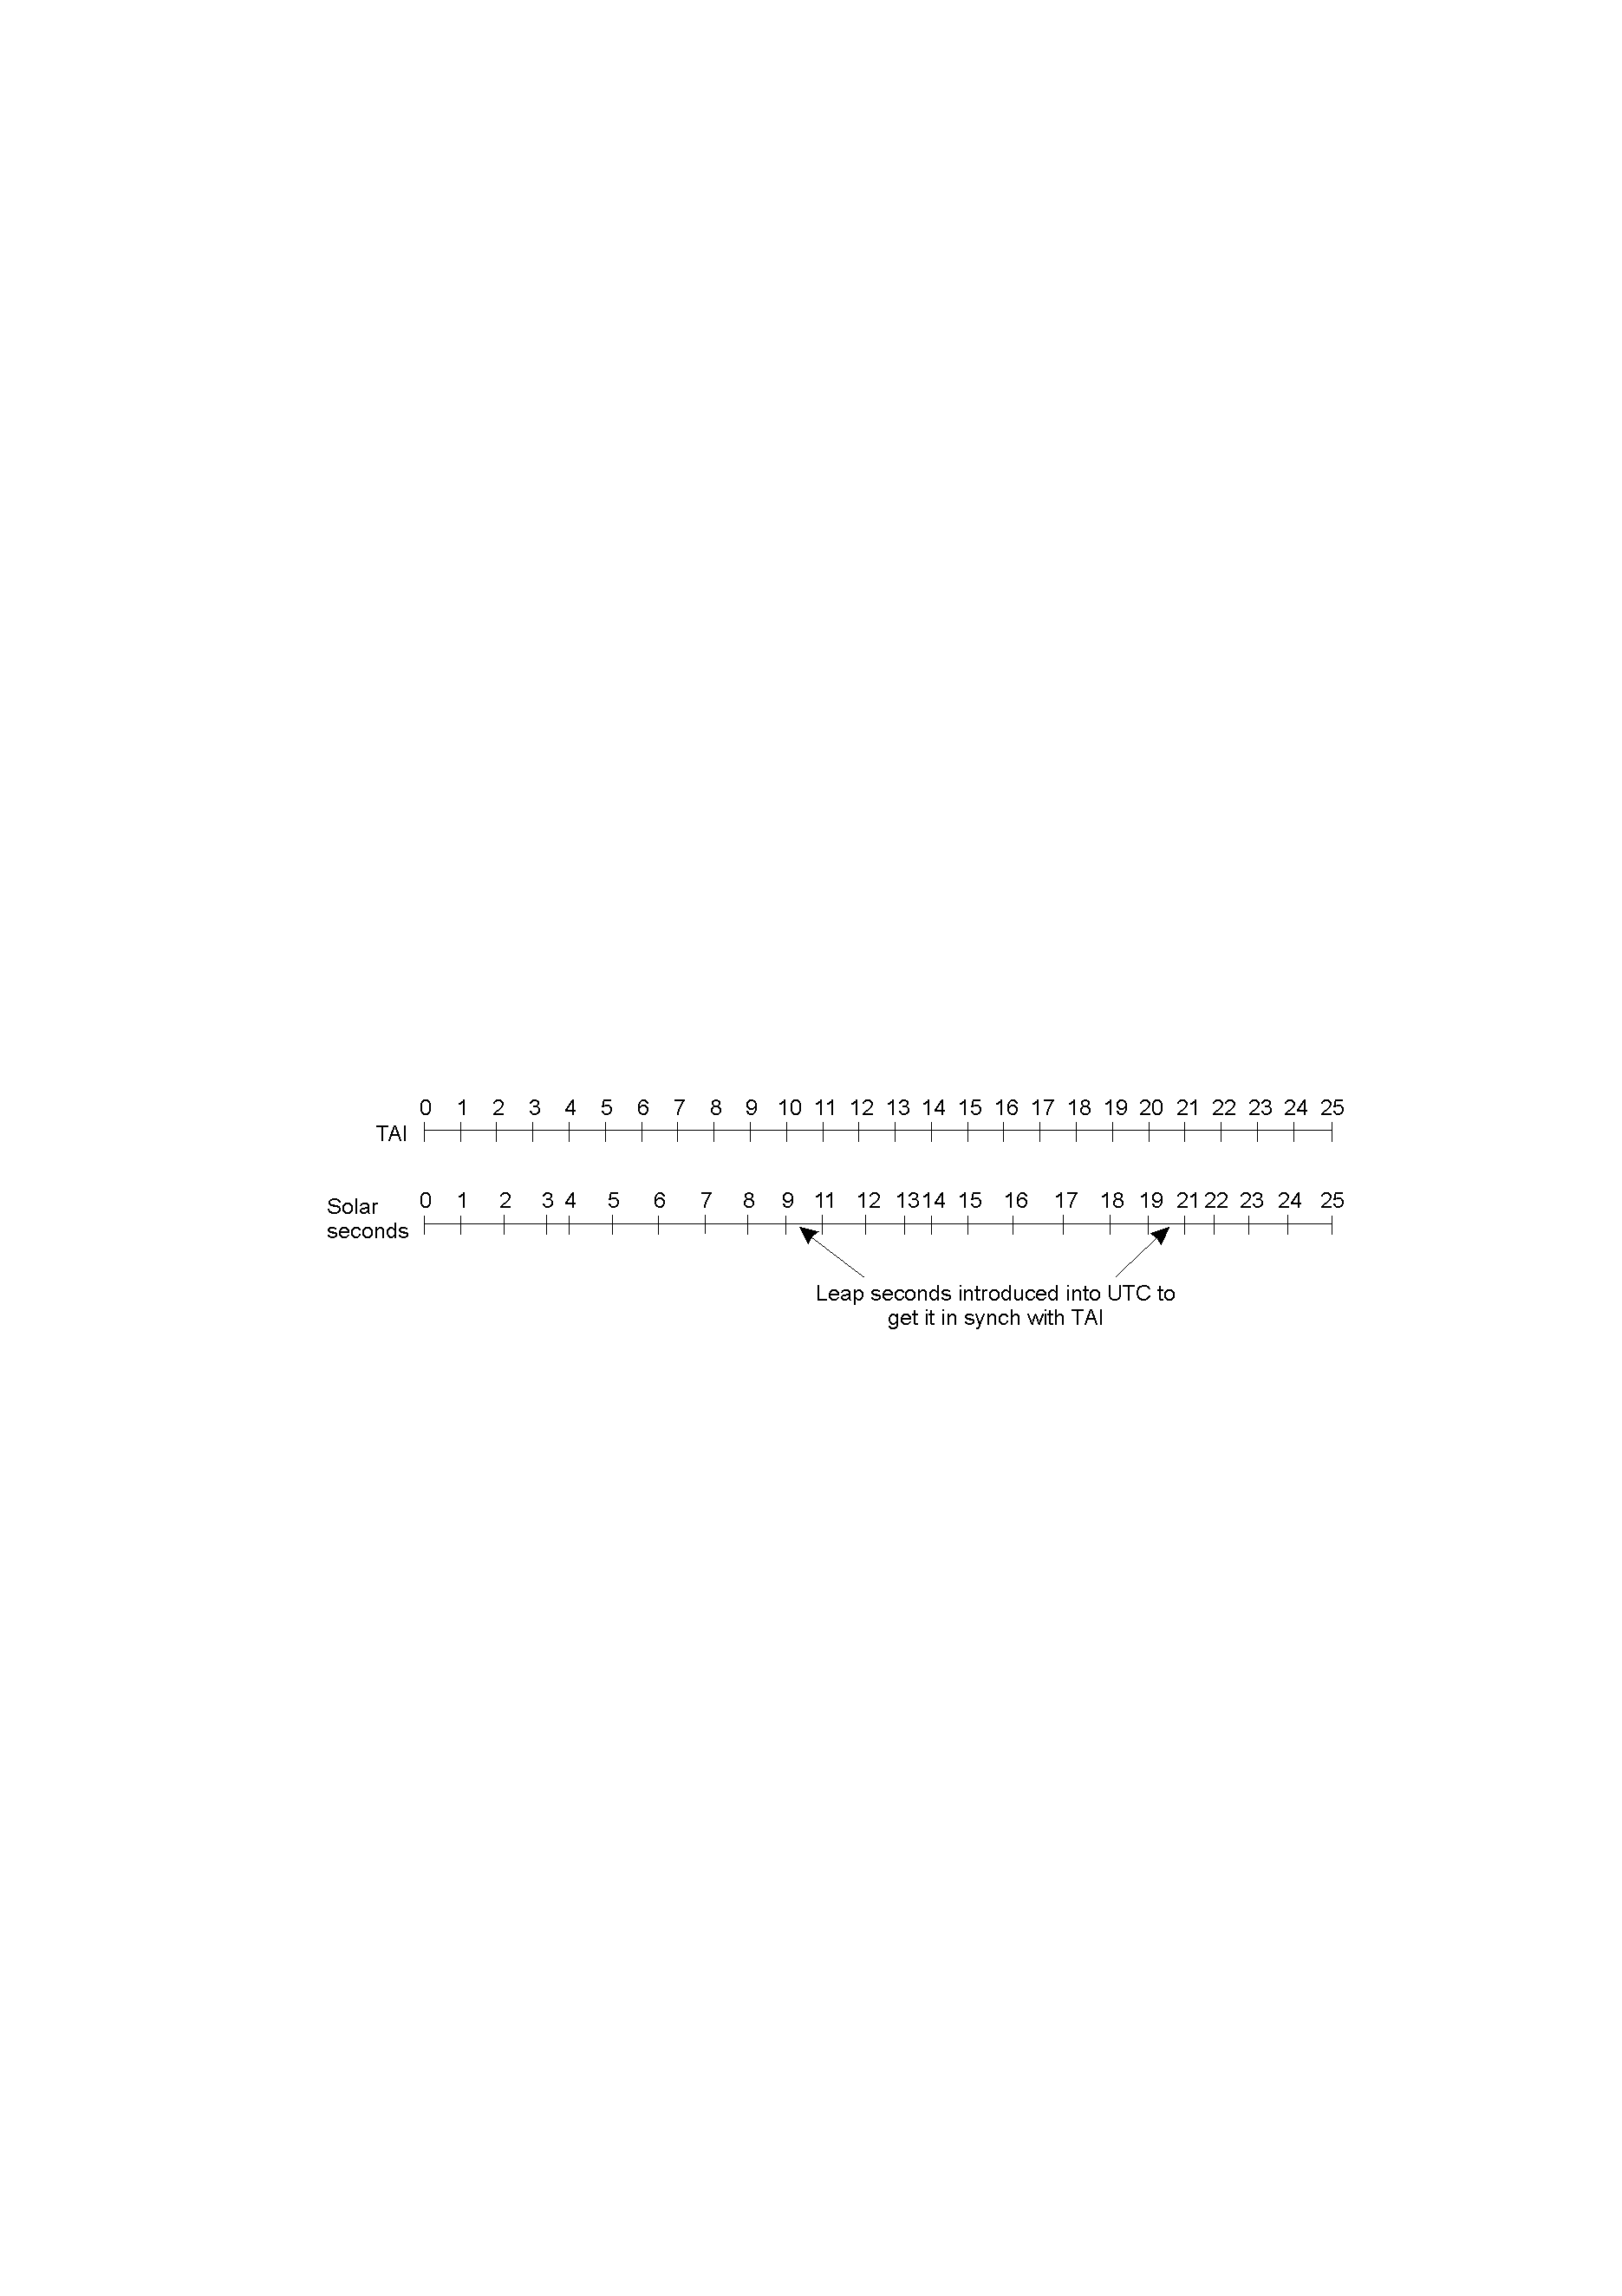 0 1 2 3 4 5 6 7 8 9 10 11 12 13 14 15 16 17 18 19 20 21 22 23 24 25
TAI
0 1 2 3 4 5 6 7 8 9 11 12 13 14 15 16 17 18 19 21 22 23 24 25
Solar
seconds
Leap seconds introduced into UTC to
get it in synch with TAI